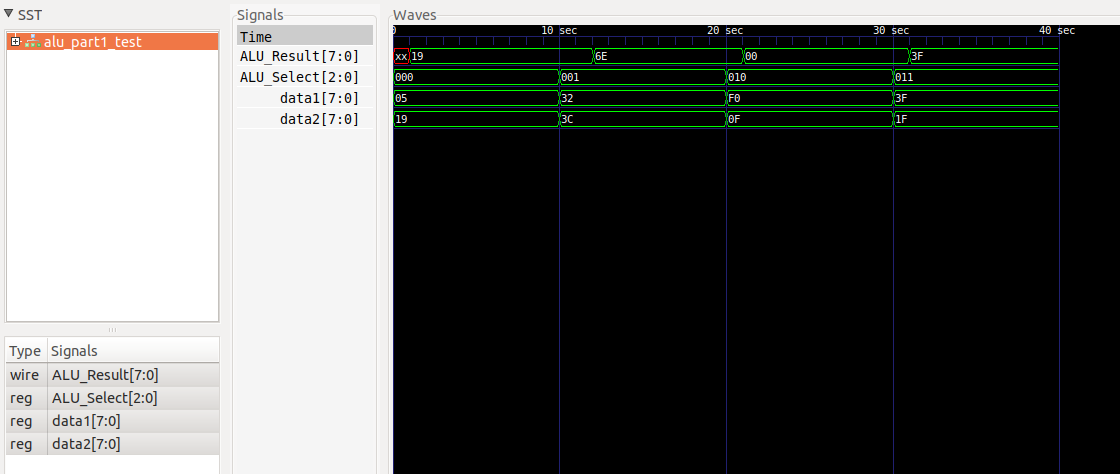 SST
alu_part1_test
Type Signals
wire ALU_Result[7:0]
reg ALU_Select[2:0]
reg data1[7:0]
reg data2[7:0]
Signals
Time
ALU_Result[7:0]
ALU_Select[2:0]
data1[7:0]
data2[7:0]
Waves
0 10 sec 20 sec 30 sec 40 sec
xx 19 6E 00 3F
000 001 010 011
05 32 F0 3F
19 3C 0F 1F